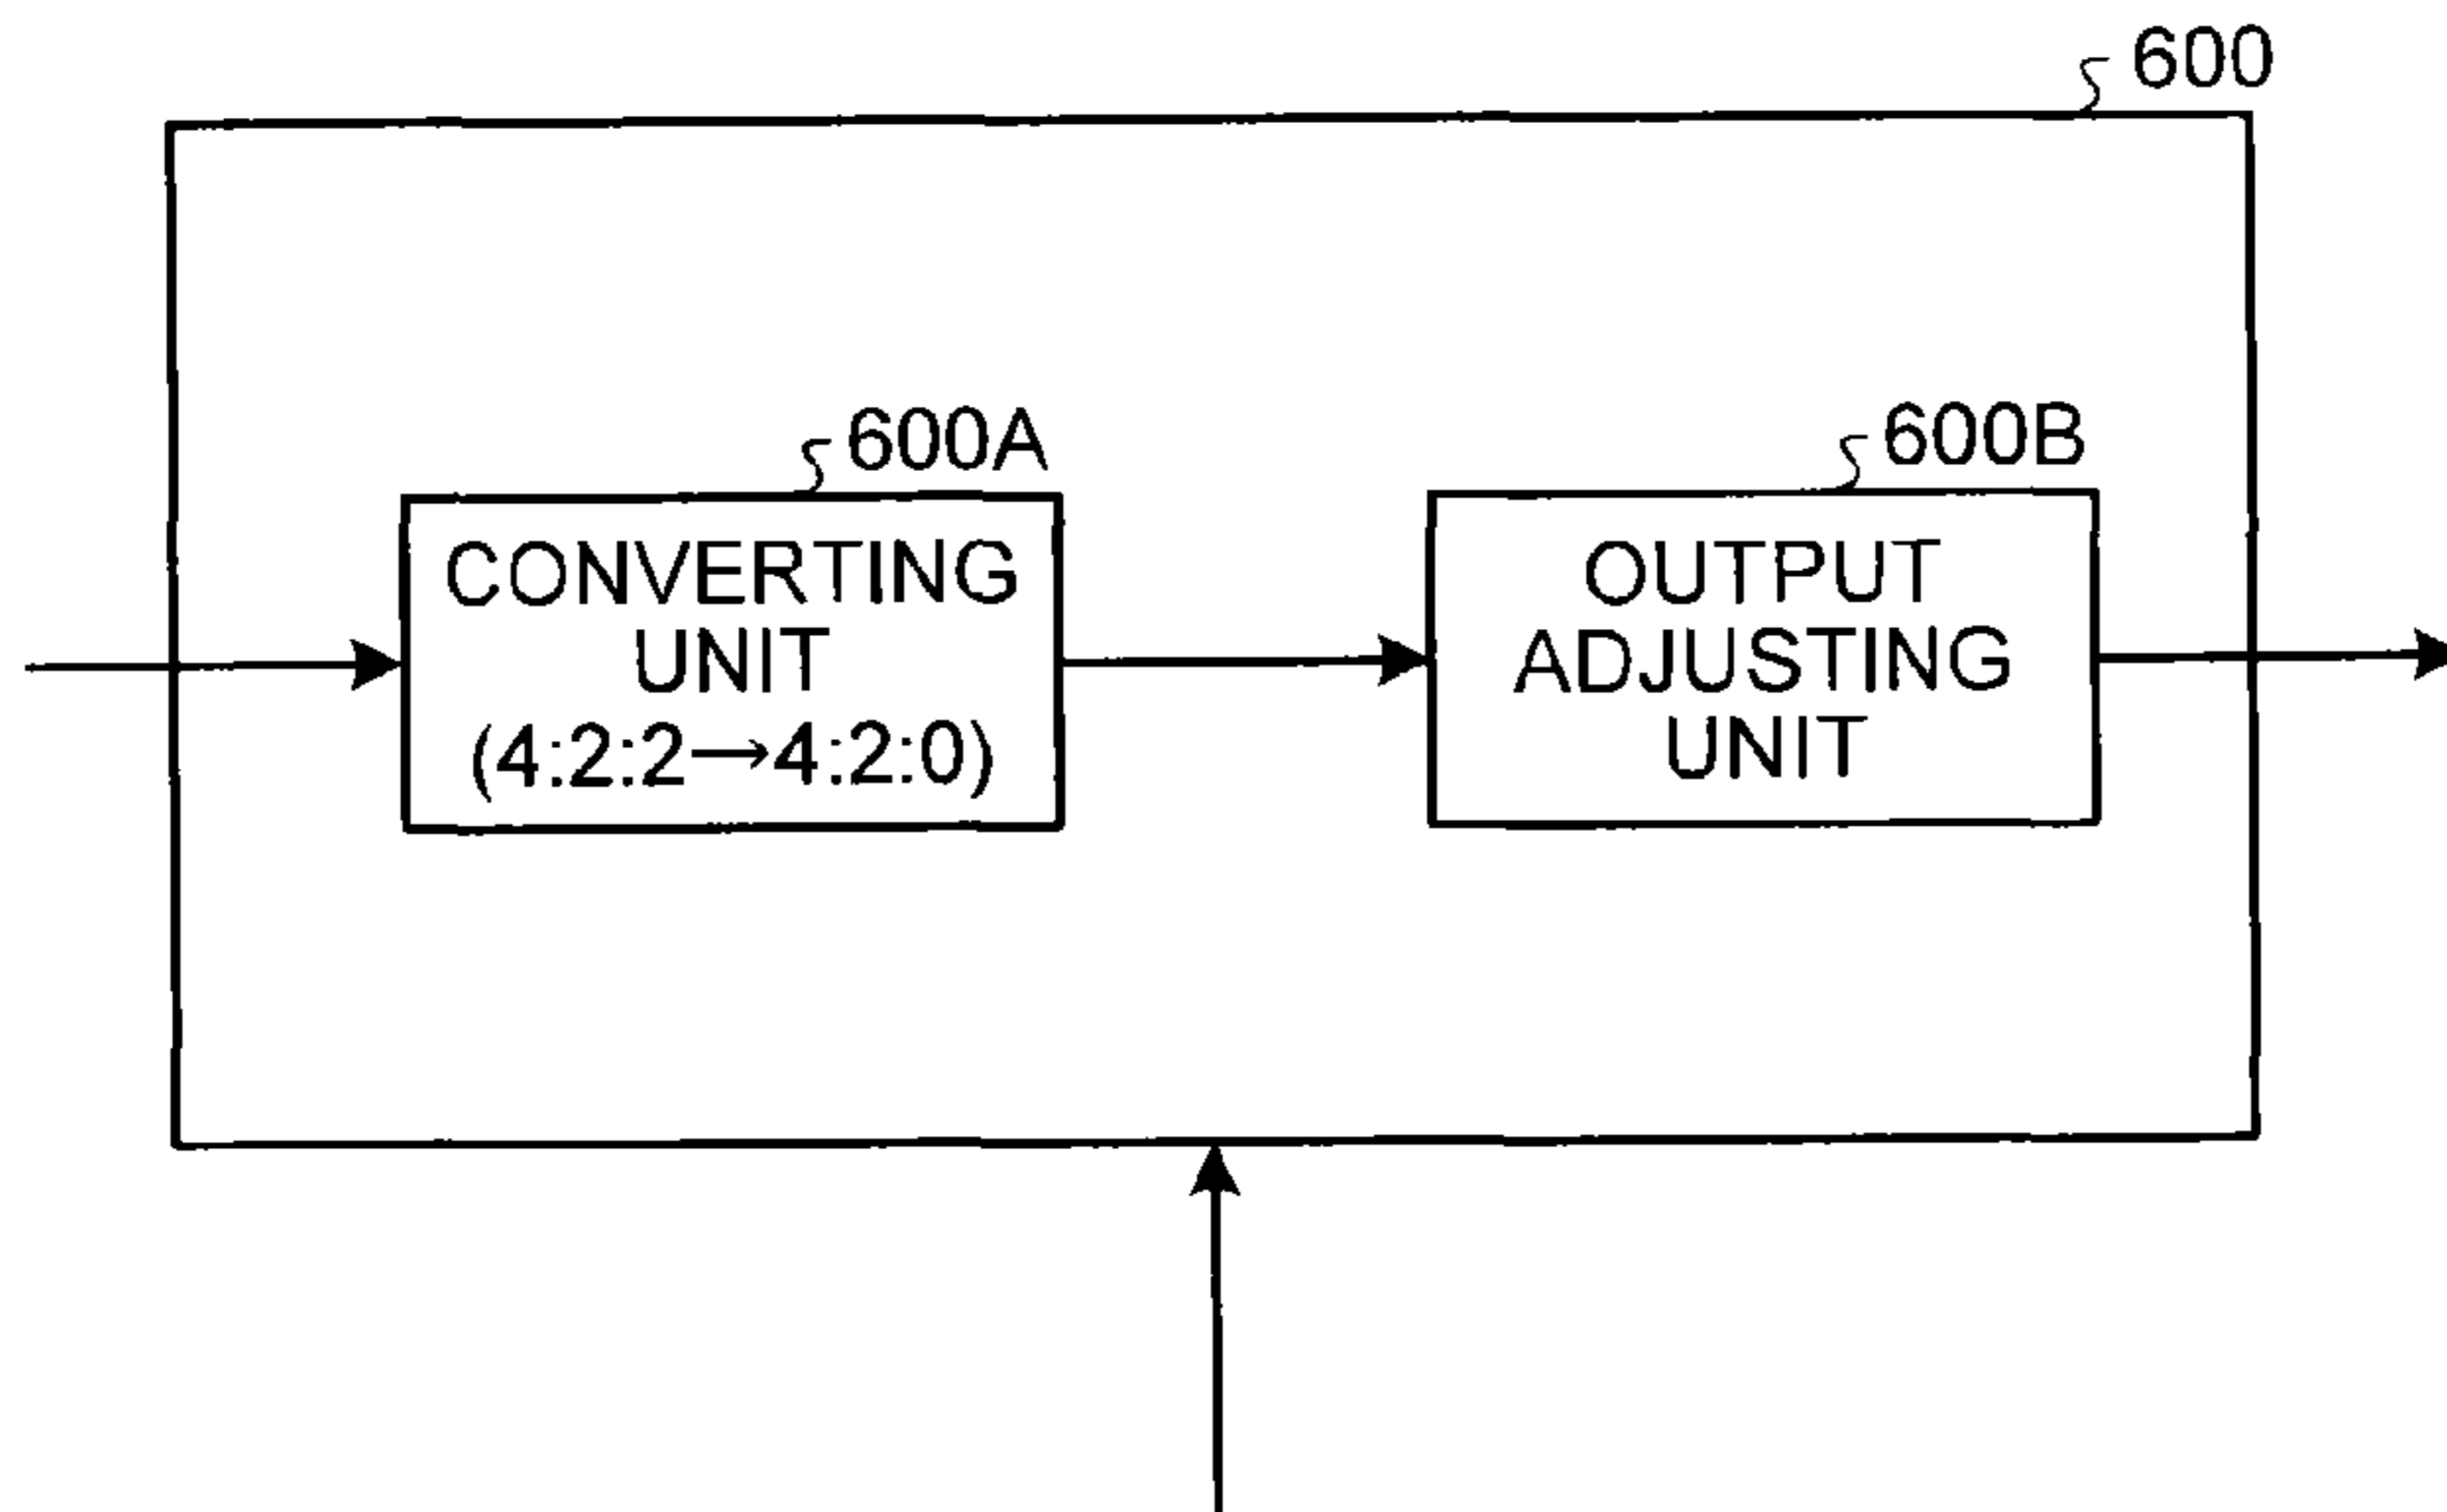 600
600A
CONVERTING
UNIT
(4:2:2→4:2:0)
600B
OUTPUT
ADJUSTING
UNIT